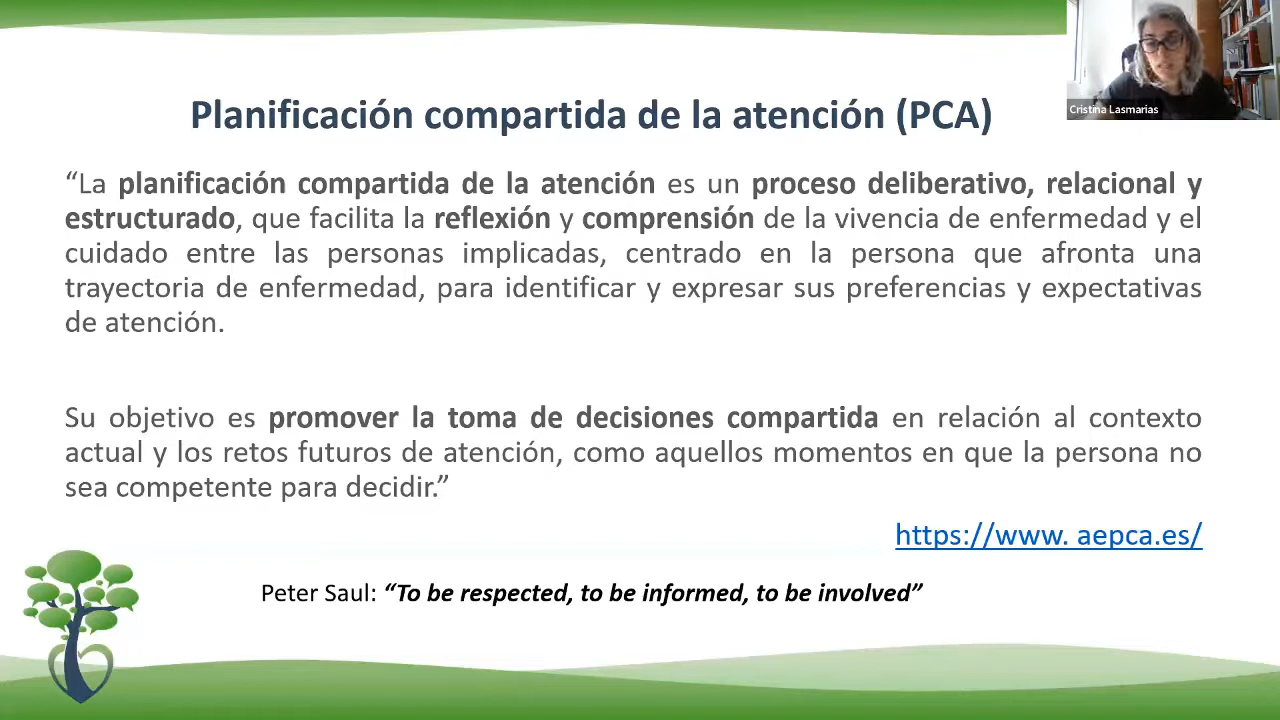 Cristina Lasmarias
Planificación compartida de la atención (PCA)
“La planificación compartida de la atención es un proceso deliberativo, relacional y
estructurado, que facilita la reflexión y comprensión de la vivencia de enfermedad y el
cuidado entre las personas implicadas, centrado en la persona que afronta una
trayectoria de enfermedad, para identificar y expresar sus preferencias y expectativas
de atención.
Su objetivo es promover la toma de decisiones compartida en relación al contexto
actual y los retos futuros de atención, como aquellos momentos en que la persona no
sea competente para decidir.”
https://www. aepca.es/
Peter Saul: “To be respected, to be informed, to be involved”